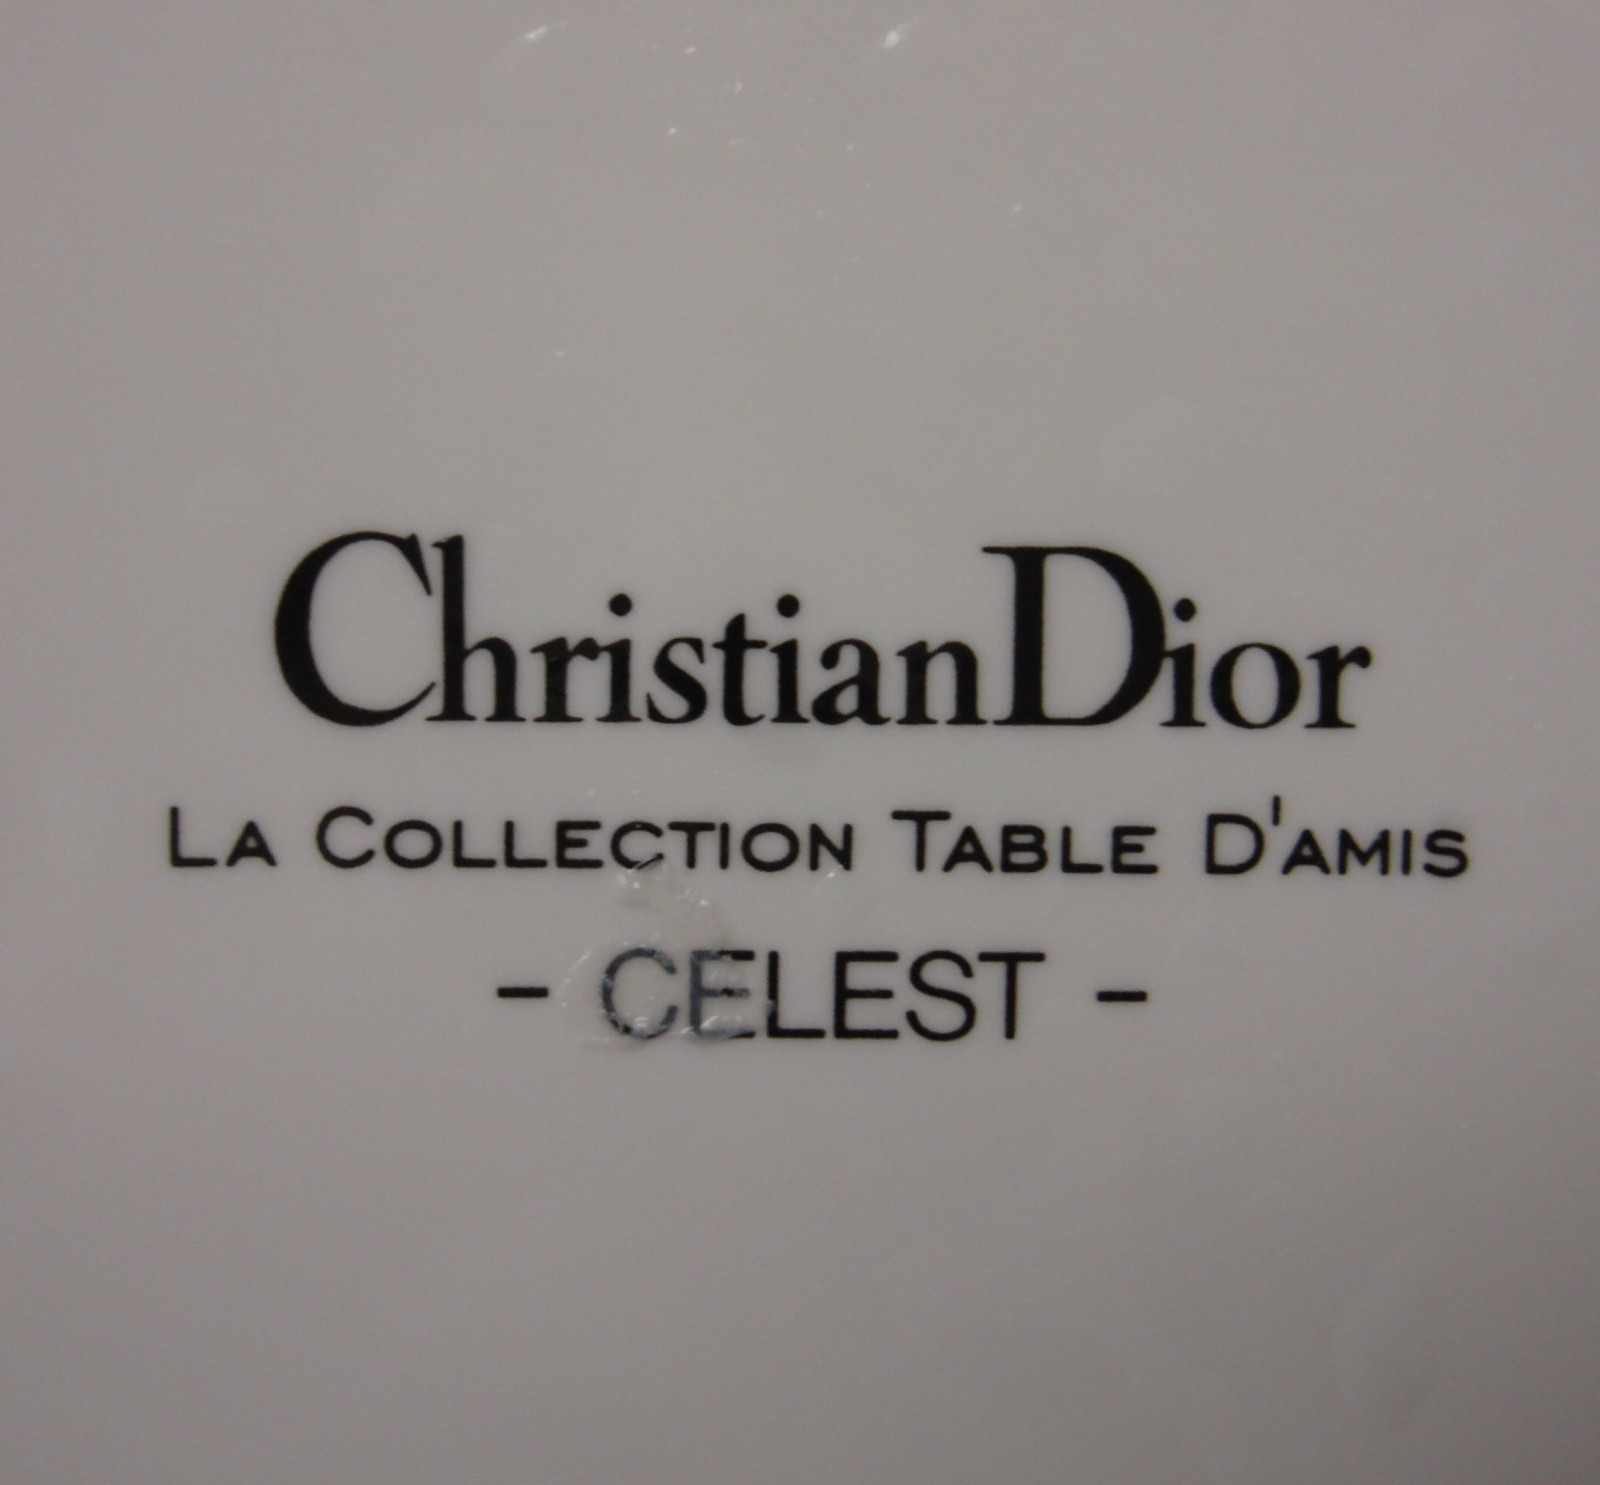 ChristianDior
LA COLLECTION TABLE D'AMIS
- CELEST -